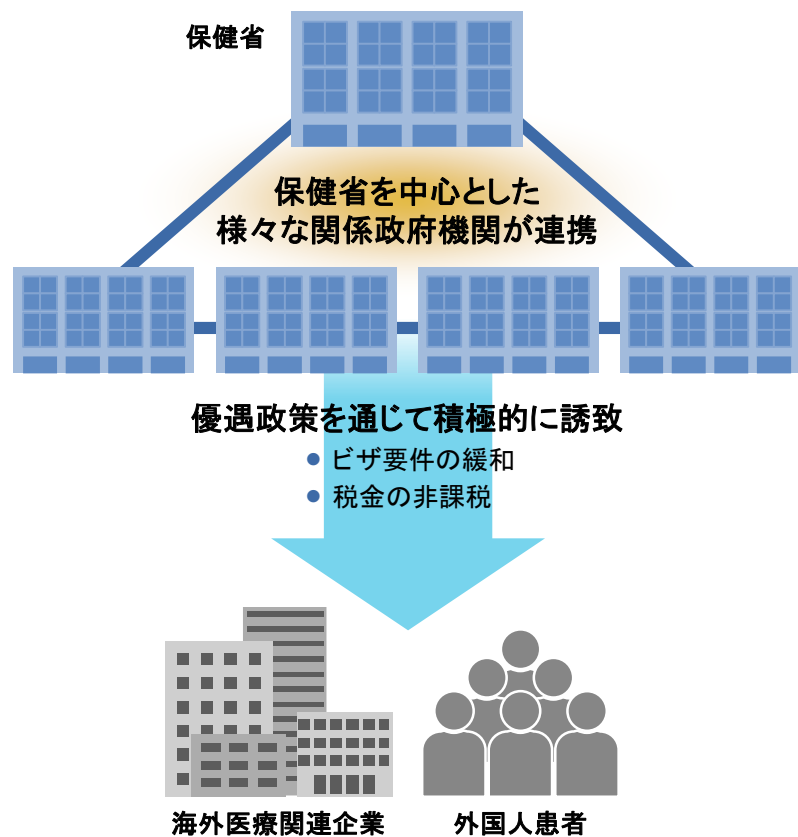 保健省
保健省を中心とした
様々な関係政府機関が連携
優遇政策を通じて積極的に誘致
• ビザ要件の緩和
• 税金の非課税
海外医療関連企業
外国人患者